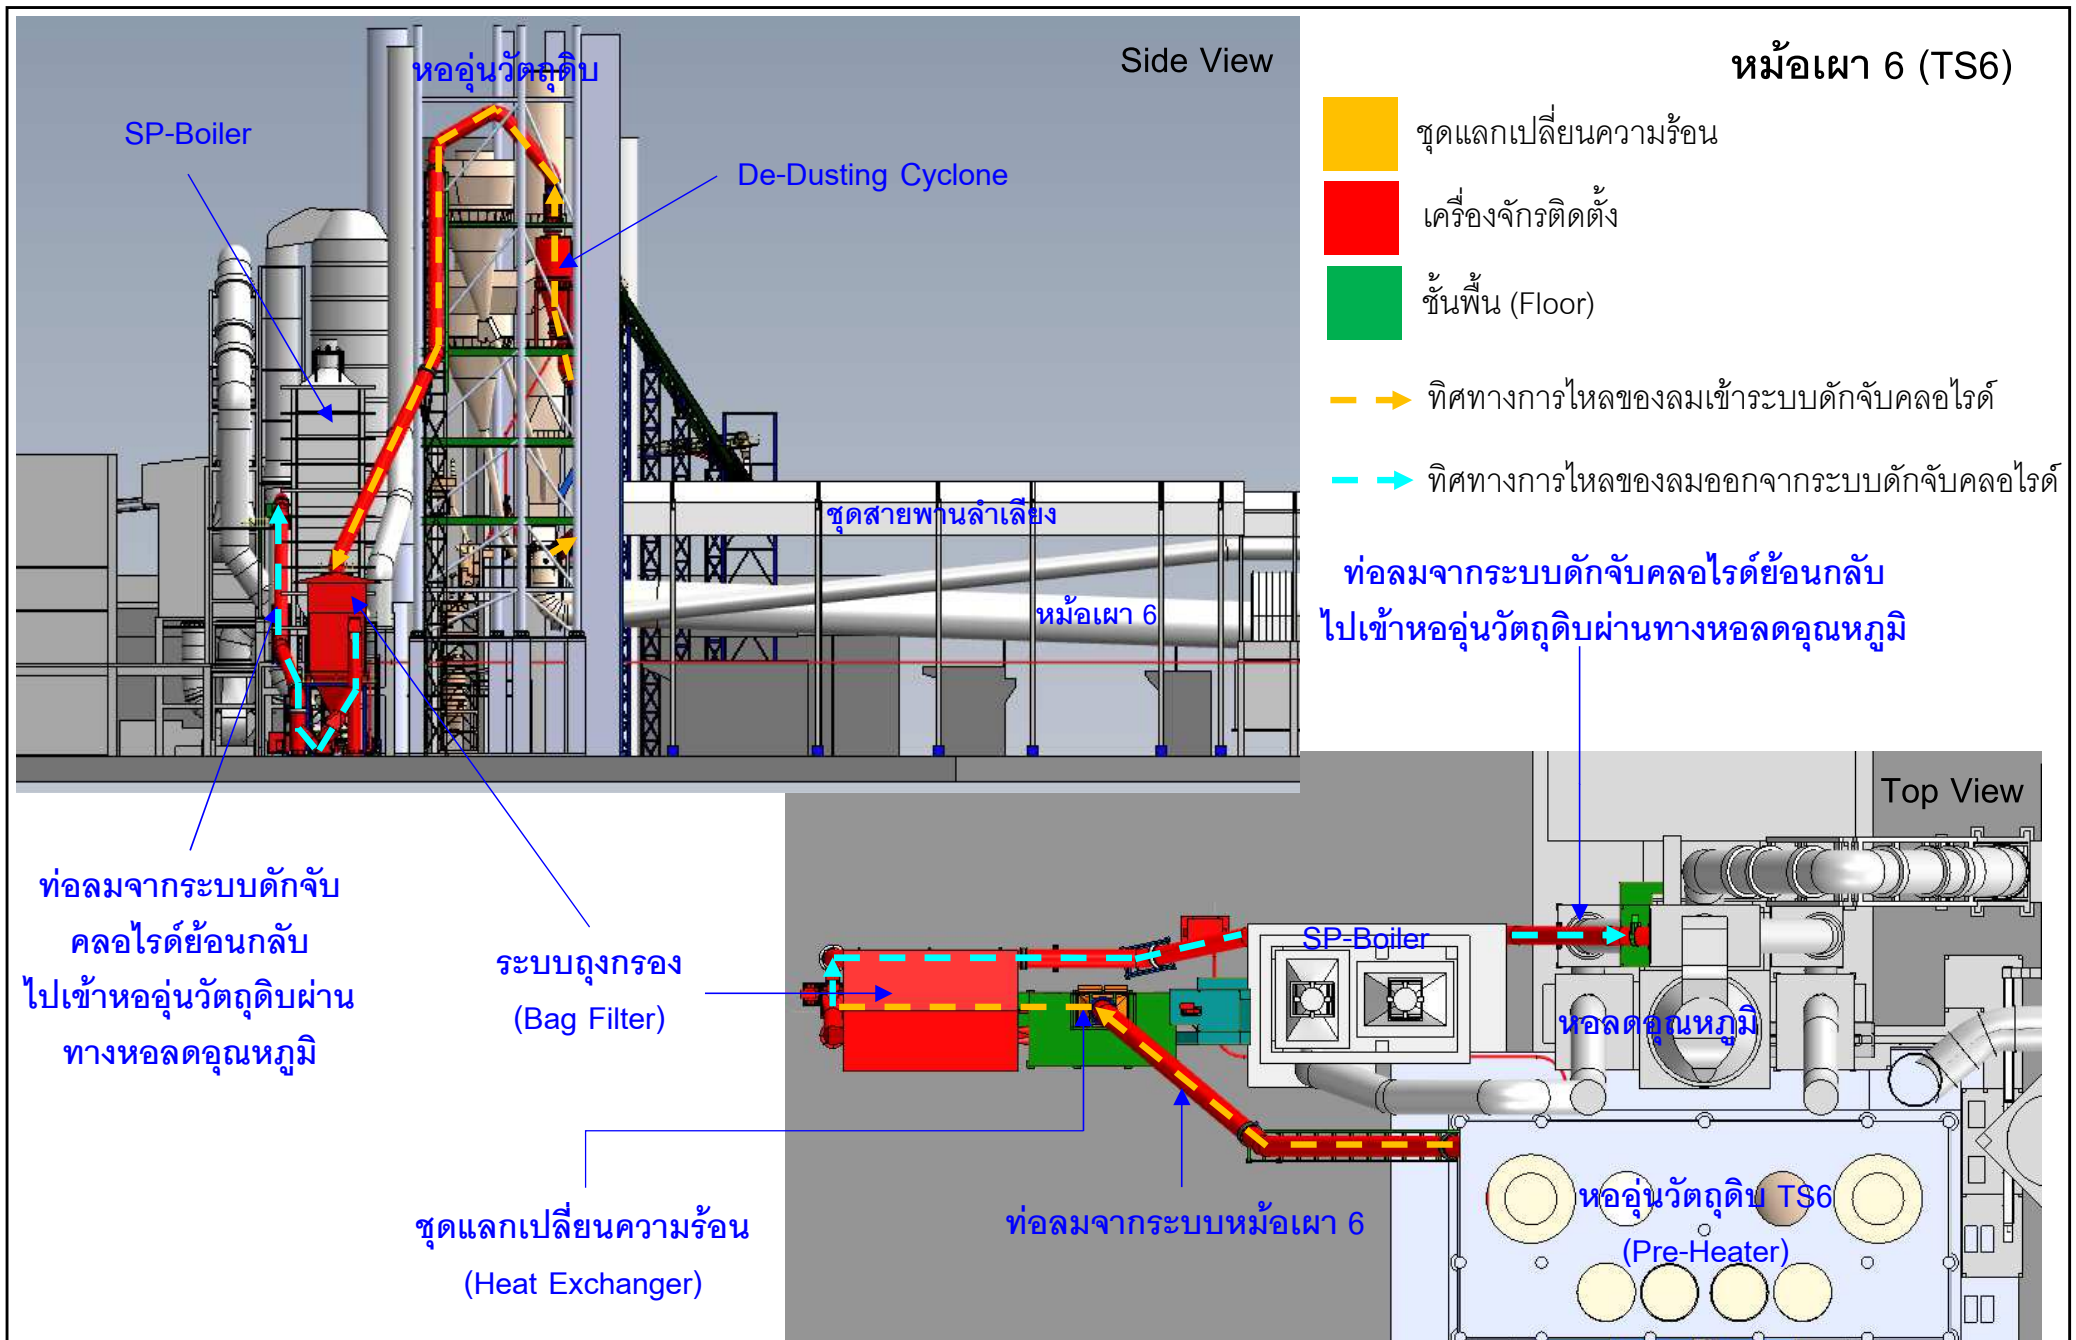 Side View
หม้อเผา 6 (TS6)
หออุ่นวัตถุดิบ
SP-Boiler
De-Dusting Cyclone
ชุดสายพานลำเลียง
หม้อเผา 6
ชุดแลกเปลี่ยนความร้อน
เครื่องจักรติดตั้ง
ชั้นพื้น (Floor)
ทิศทางการไหลของลมเข้าระบบดักจับคลอไรด์
ทิศทางการไหลของลมออกจากระบบดักจับคลอไรด์
ท่อลมจากระบบดักจับคลอไรด์ย้อนกลับ
ไปเข้าหออุ่นวัตถุดิบผ่านทางหอลดอุณหภูมิ
Top View
ท่อลมจากระบบดักจับ
คลอไรด์ย้อนกลับ
ไปเข้าหออุ่นวัตถุดิบผ่าน
ทางหอลดอุณหภูมิ
ระบบถุงกรอง
(Bag Filter)
SP-Boiler
หอลดอุณหภูมิ
ชุดแลกเปลี่ยนความร้อน
(Heat Exchanger)
ท่อลมจากระบบหม้อเผา 6
หออุ่นวัตถุดิบ TS6
(Pre-Heater)